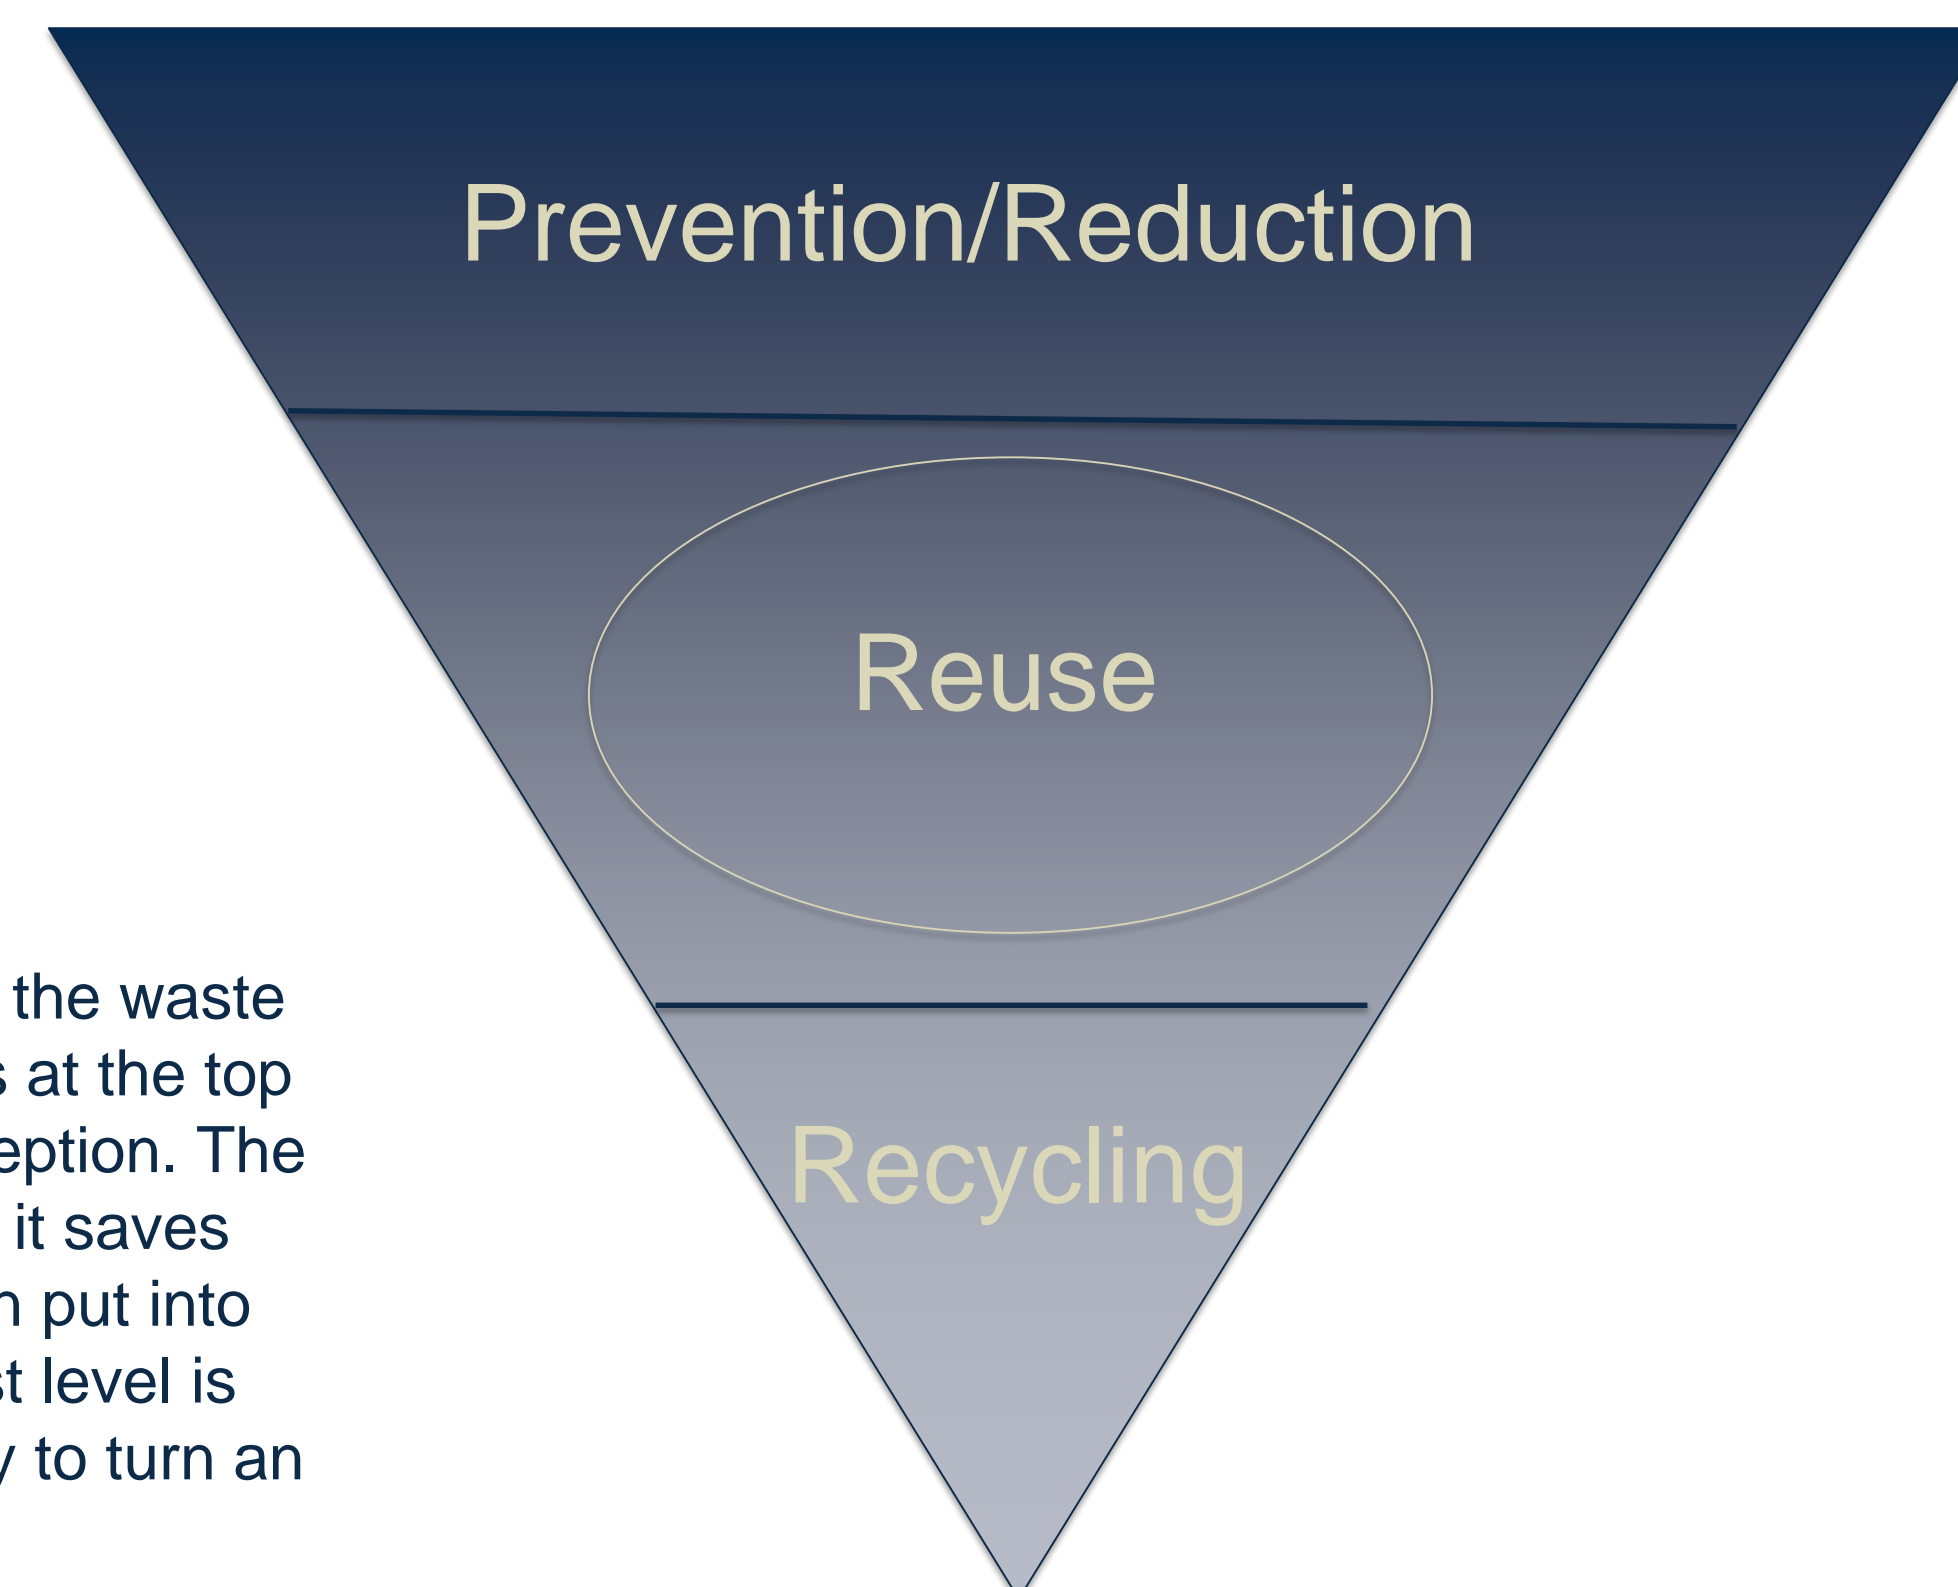 Prevention/Reduction
Reuse
Recycling
the waste
at the top
The
it saves
put into
level is
to turn an